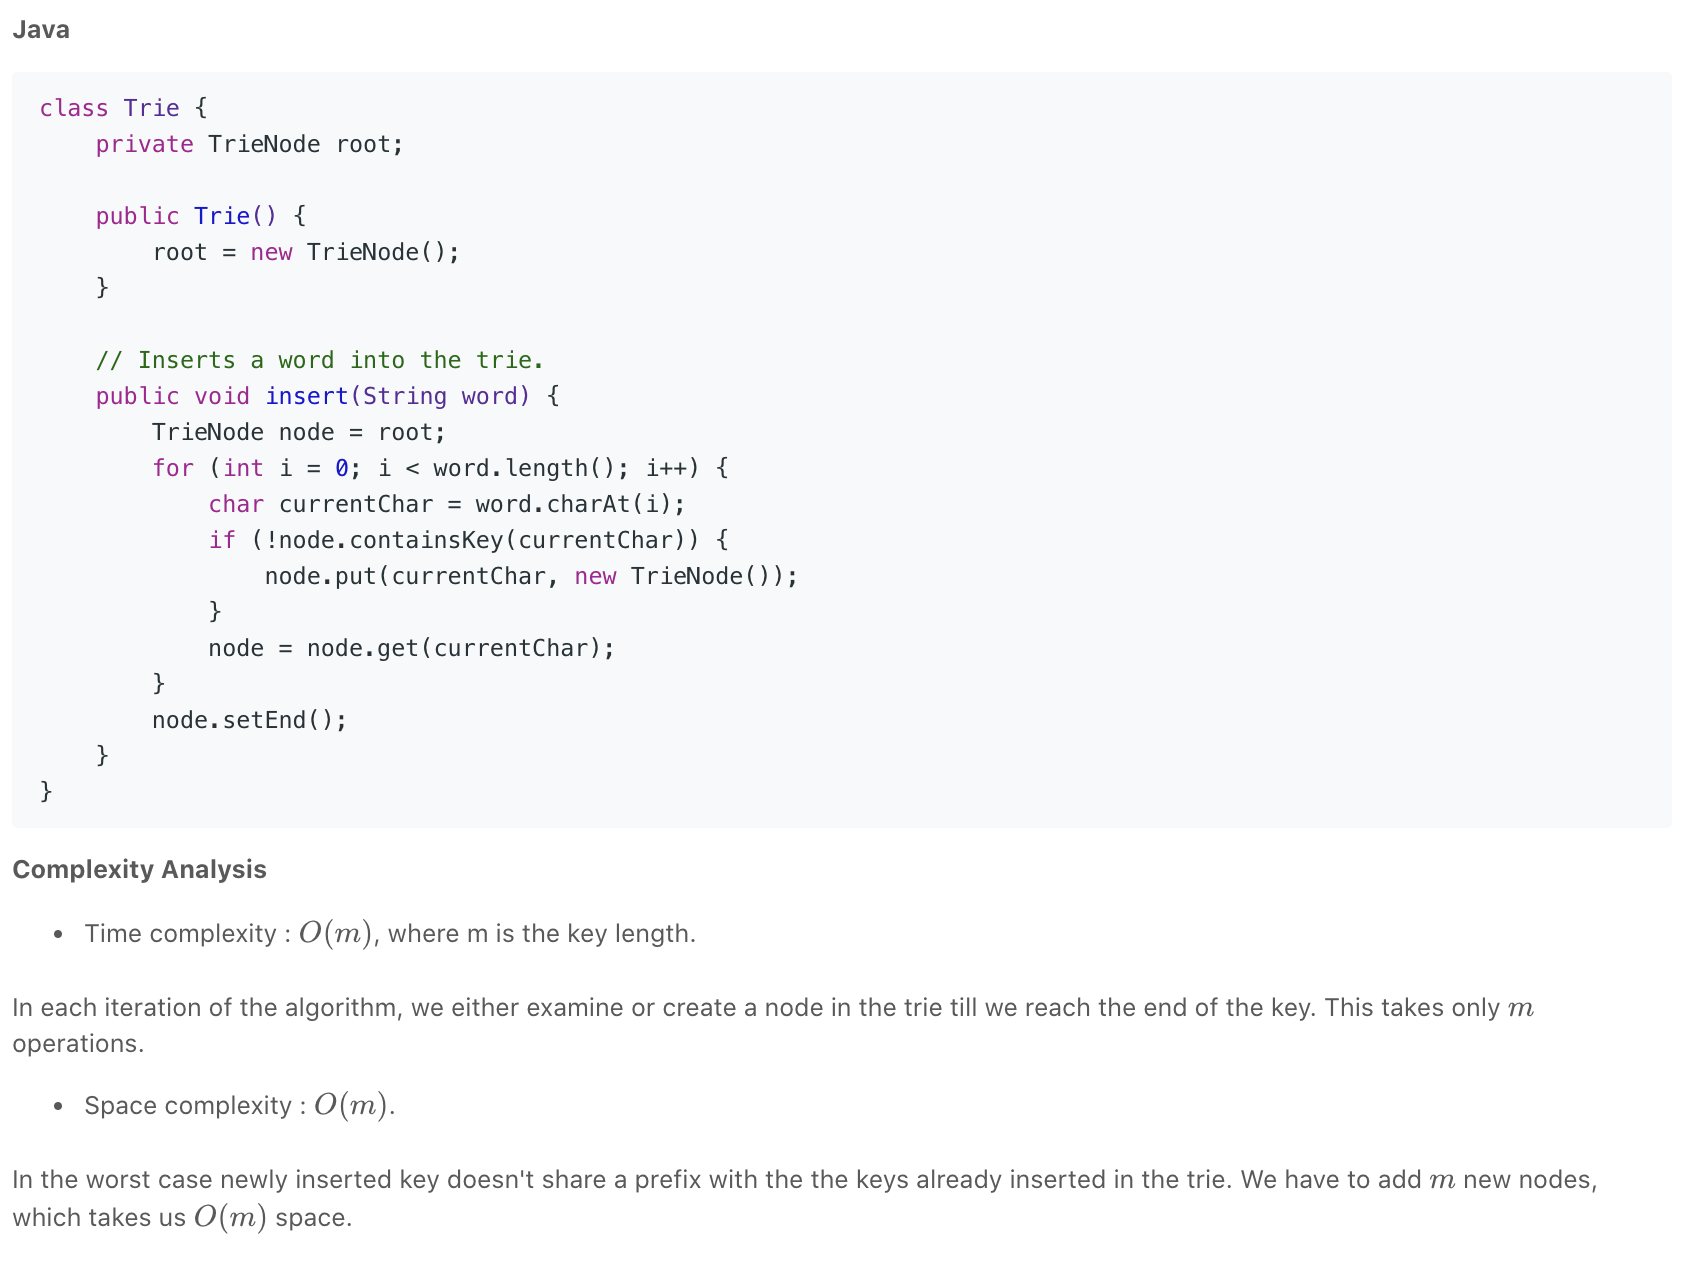 Java
class Trie {
    private TrieNode root;

    public Trie() {
        root = new TrieNode();
    }

    // Inserts a word into the trie.
    public void insert(String word) {
        TrieNode node = root;
        for (int i = 0; i < word.length(); i++) {
            char currentChar = word.charAt(i);
            if (!node.containsKey(currentChar)) {
                node.put(currentChar, new TrieNode());
            }
            node = node.get(currentChar);
        }
        node.setEnd();
    }
}
Complexity Analysis
• Time complexity : O(m), where m is the key length.
In each iteration of the algorithm, we either examine or create a node in the trie till we reach the end of the key. This takes only m
operations.
• Space complexity : O(m).
In the worst case newly inserted key doesn't share a prefix with the the keys already inserted in the trie. We have to add m new nodes,
which takes us O(m) space.